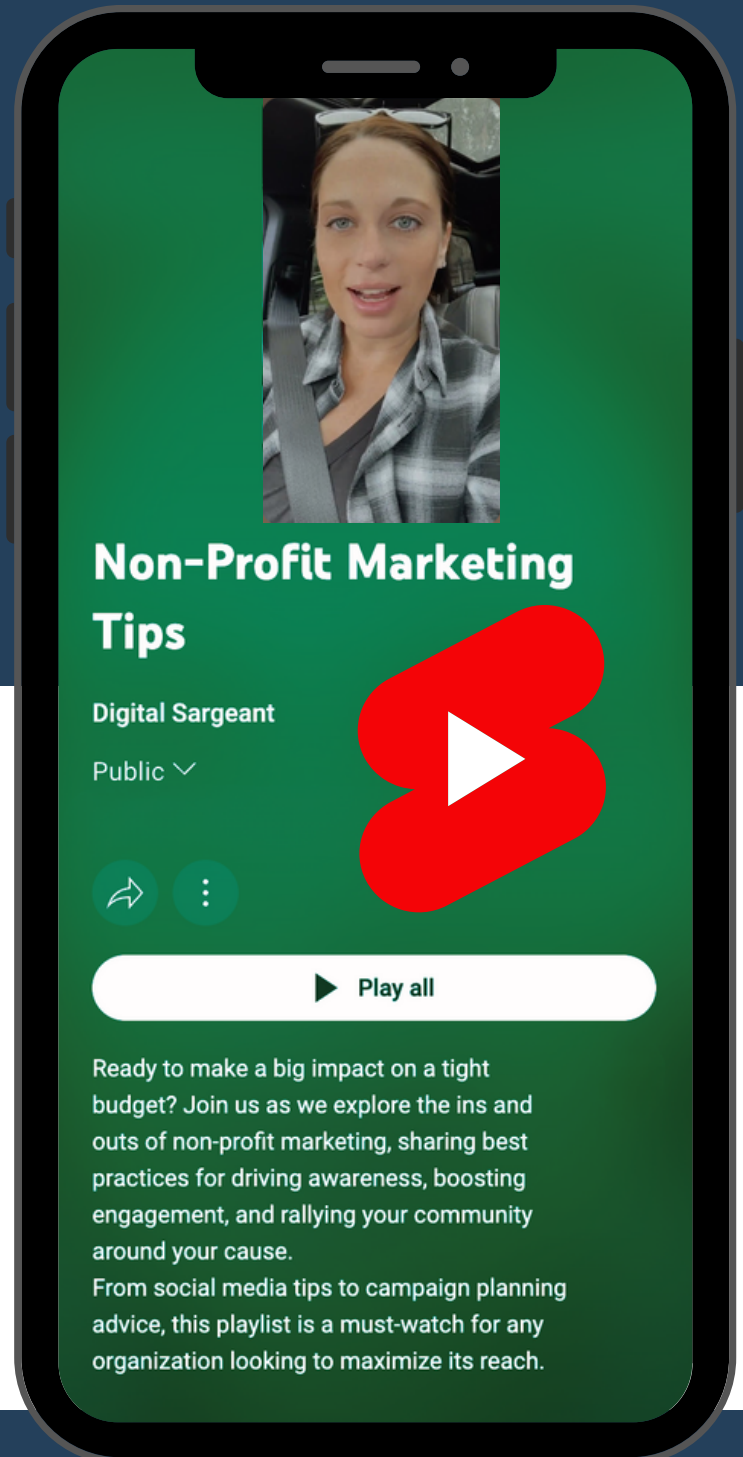 Non-Profit Marketing
Tips
Digital Sargeant
Public
Play all
Ready to make a big impact on a tight
budget? Join us as we explore the ins and
outs of non-profit marketing, sharing best
practices for driving awareness, boosting
engagement, and rallying your community
around your cause.
From social media tips to campaign planning
advice, this playlist is a must-watch for any
organization looking to maximize its reach.